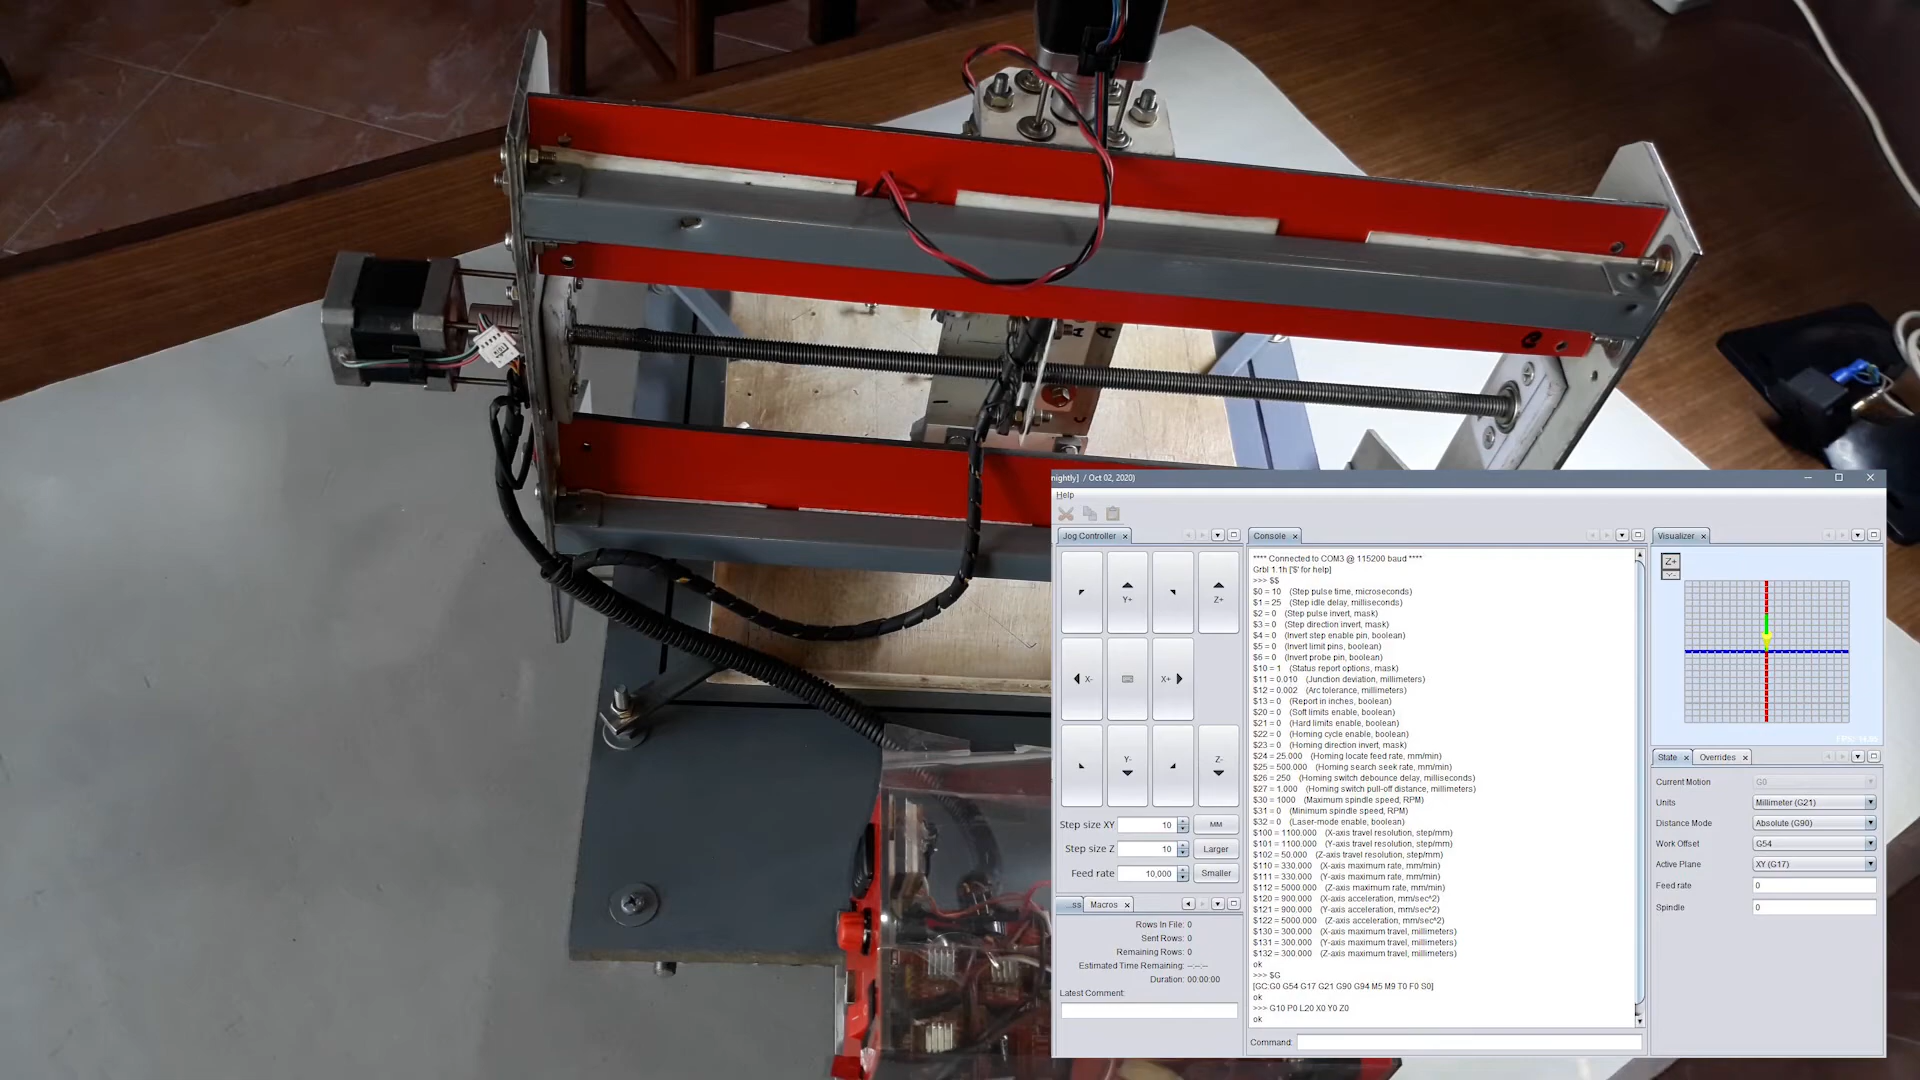 nightly] / Oct 02, 2020)
Help
Jog Controller
Y+
Z+
X-
X+
Y-
Z-
Step size XY 10 MM
Step size Z 10 Larger
Feed rate 10,000 Smaller
...ss Macros
Rows In File: 0
Sent Rows: 0
Remaining Rows: 0
Estimated Time Remaining: --:--:--
Duration: 00:00:00
Latest Comment:
Console
**** Connected to COM3 @ 115200 baud ****
Grbl 1.1h ['$' for help]
>>> $$
$0 = 10 (Step pulse time, microseconds)
$1 = 25 (Step idle delay, milliseconds)
$2 = 0 (Step pulse invert, mask)
$3 = 0 (Step direction invert, mask)
$4 = 0 (Invert step enable pin, boolean)
$5 = 0 (Invert limit pins, boolean)
$6 = 0 (Invert probe pin, boolean)
$10 = 1 (Status report options, mask)
$11 = 0.010 (Junction deviation, millimeters)
$12 = 0.002 (Arc tolerance, millimeters)
$13 = 0 (Report in inches, boolean)
$20 = 0 (Soft limits enable, boolean)
$21 = 0 (Hard limits enable, boolean)
$22 = 0 (Homing cycle enable, boolean)
$23 = 0 (Homing direction invert, mask)
$24 = 25.000 (Homing locate feed rate, mm/min)
$25 = 500.000 (Homing search seek rate, mm/min)
$26 = 250 (Homing switch debounce delay, milliseconds)
$27 = 1.000 (Homing switch pull-off distance, millimeters)
$30 = 1000 (Maximum spindle speed, RPM)
$31 = 0 (Minimum spindle speed, RPM)
$32 = 0 (Laser-mode enable, boolean)
$100 = 1100.000 (X-axis travel resolution, step/mm)
$101 = 1100.000 (Y-axis travel resolution, step/mm)
$102 = 50.000 (Z-axis travel resolution, step/mm)
$110 = 330.000 (X-axis maximum rate, mm/min)
$111 = 330.000 (Y-axis maximum rate, mm/min)
$112 = 5000.000 (Z-axis maximum rate, mm/min)
$120 = 900.000 (X-axis acceleration, mm/sec^2)
$121 = 900.000 (Y-axis acceleration, mm/sec^2)
$122 = 5000.000 (Z-axis acceleration, mm/sec^2)
$130 = 300.000 (X-axis maximum travel, millimeters)
$131 = 300.000 (Y-axis maximum travel, millimeters)
$132 = 300.000 (Z-axis maximum travel, millimeters)
ok
>>> $G
[GC:G0 G54 G17 G21 G90 G94 M5 M9 T0 F0 S0]
ok
>>> G10 P0 L20 X0 Y0 Z0
ok
Command:
Visualizer
Z+
Y-
State Overrides
Current Motion G0
Units Millimeter (G21)
Distance Mode Absolute (G90)
Work Offset G54
Active Plane XY (G17)
Feed rate 0
Spindle 0
A
A
C
B